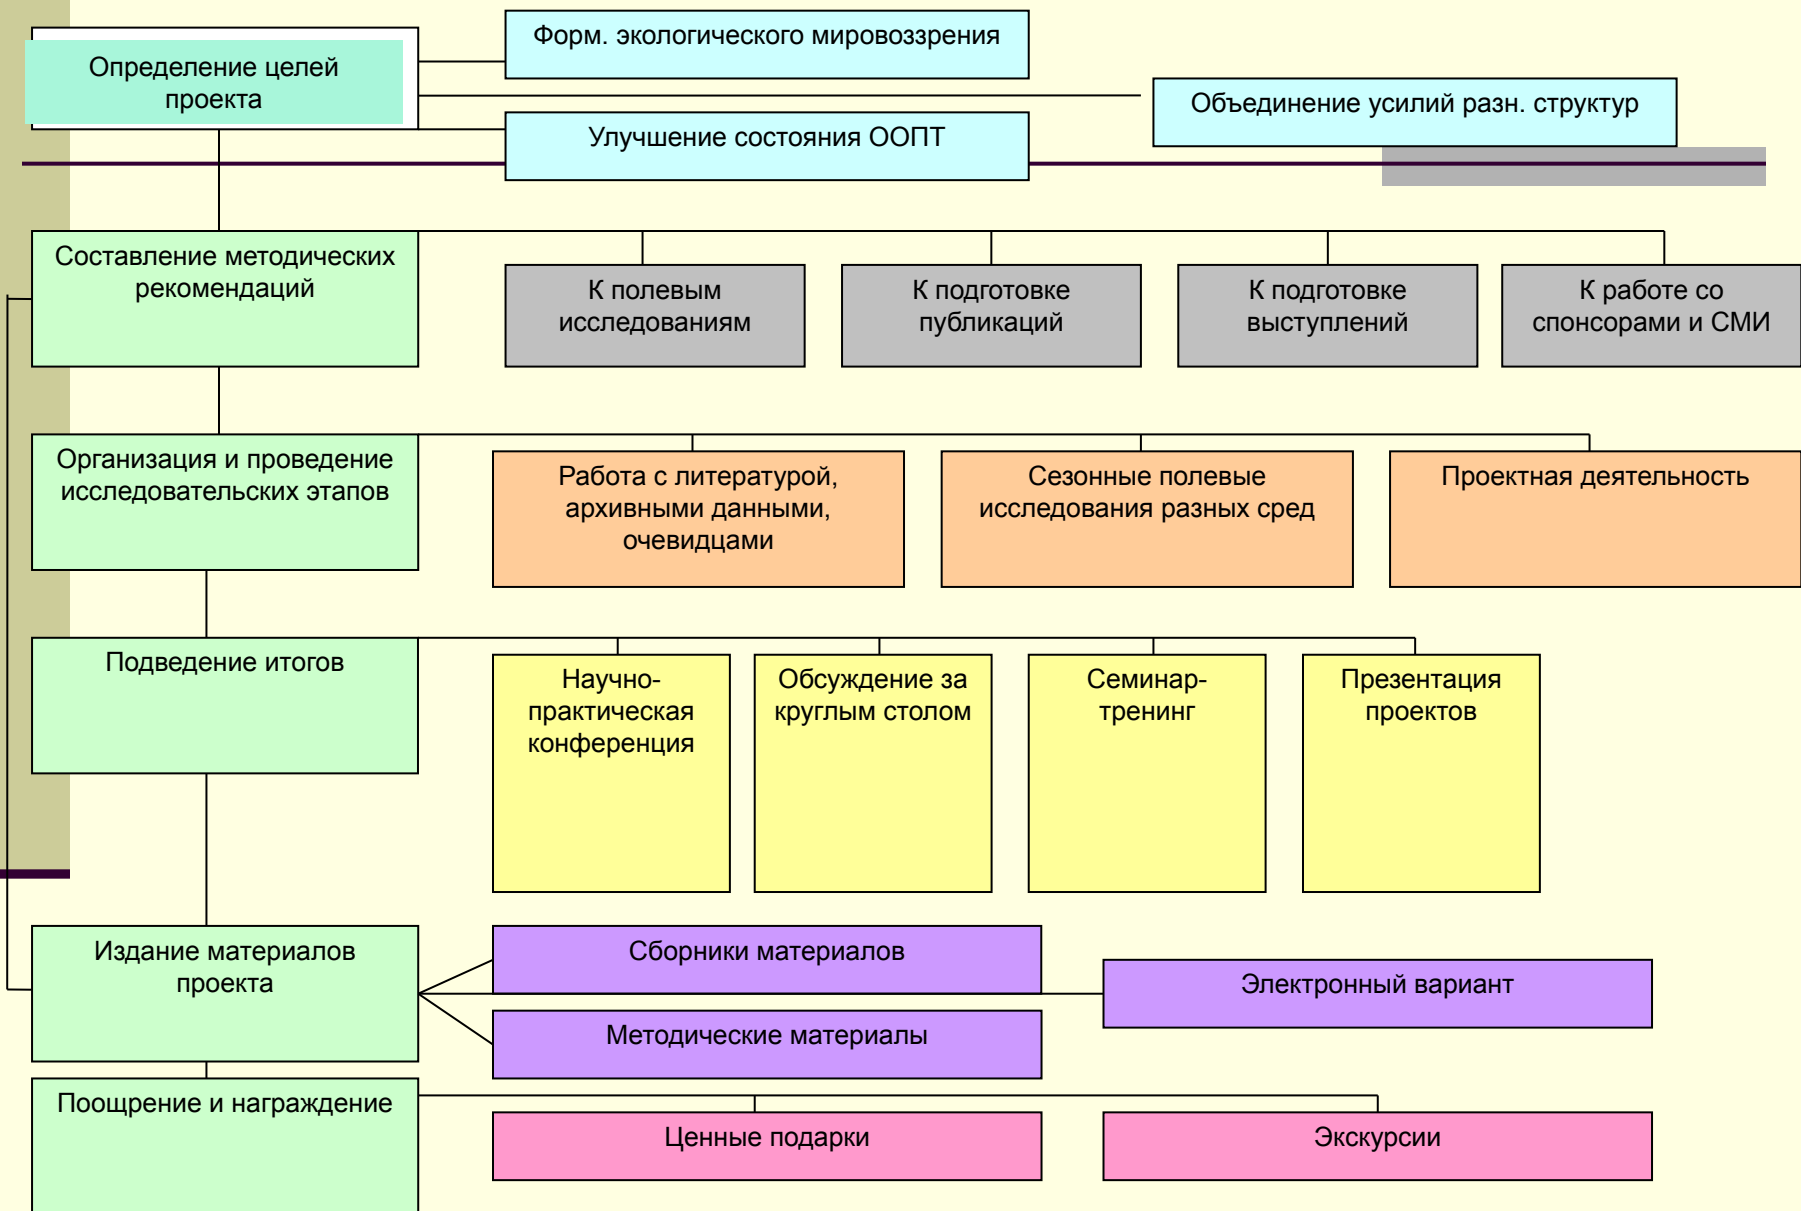 Определение целей
проекта
Форм. экологического мировоззрения
Объединение усилий разн. структур
Улучшение состояния ООПТ
Составление методических
рекомендаций
К полевым
исследованиям
К подготовке
публикаций
К подготовке
выступлений
К работе со
спонсорами и СМИ
Организация и проведение
исследовательских этапов
Работа с литературой,
архивными данными,
очевидцами
Сезонные полевые
исследования разных сред
Проектная деятельность
Подведение итогов
Научно-
практическая
конференция
Обсуждение за
круглым столом
Семинар-
тренинг
Презентация
проектов
Издание материалов
проекта
Сборники материалов
Электронный вариант
Методические материалы
Поощрение и награждение
Ценные подарки
Экскурсии